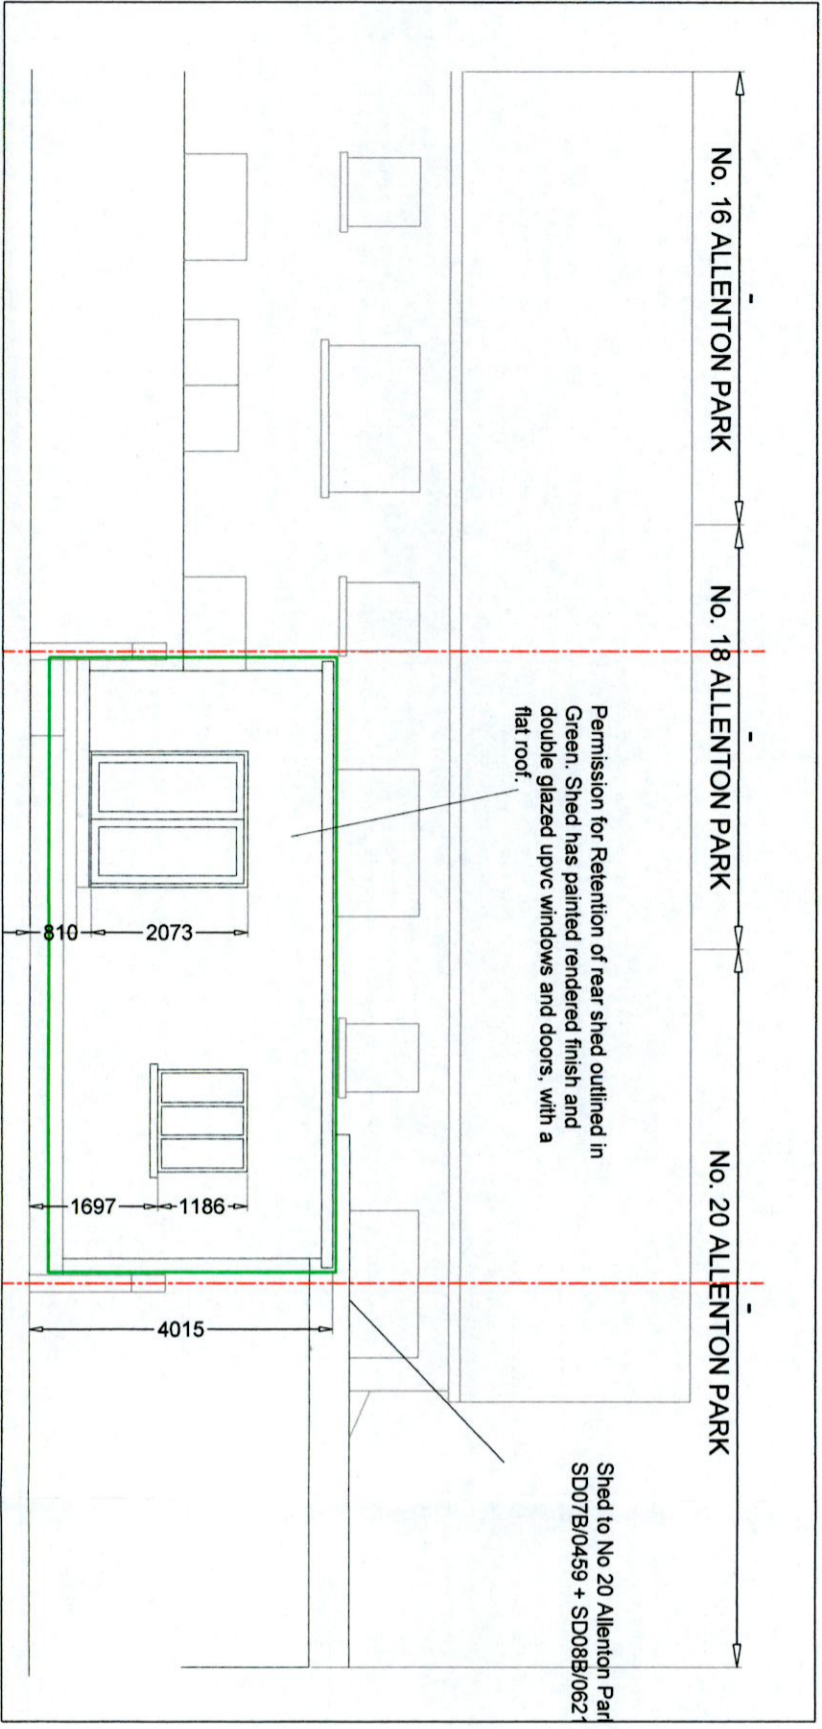 No. 16 ALLENTON PARK
No. 18 ALLENTON PARK
No. 20 ALLENTON PARK
Permission for Retention of rear shed outlined in
Green. Shed has painted rendered finish and
double glazed upvc windows and doors, with a
flat roof.
Shed to No 20 Allenton Par
SD07B/0459 + SD08B/062
810
2073
1697
1186
4015